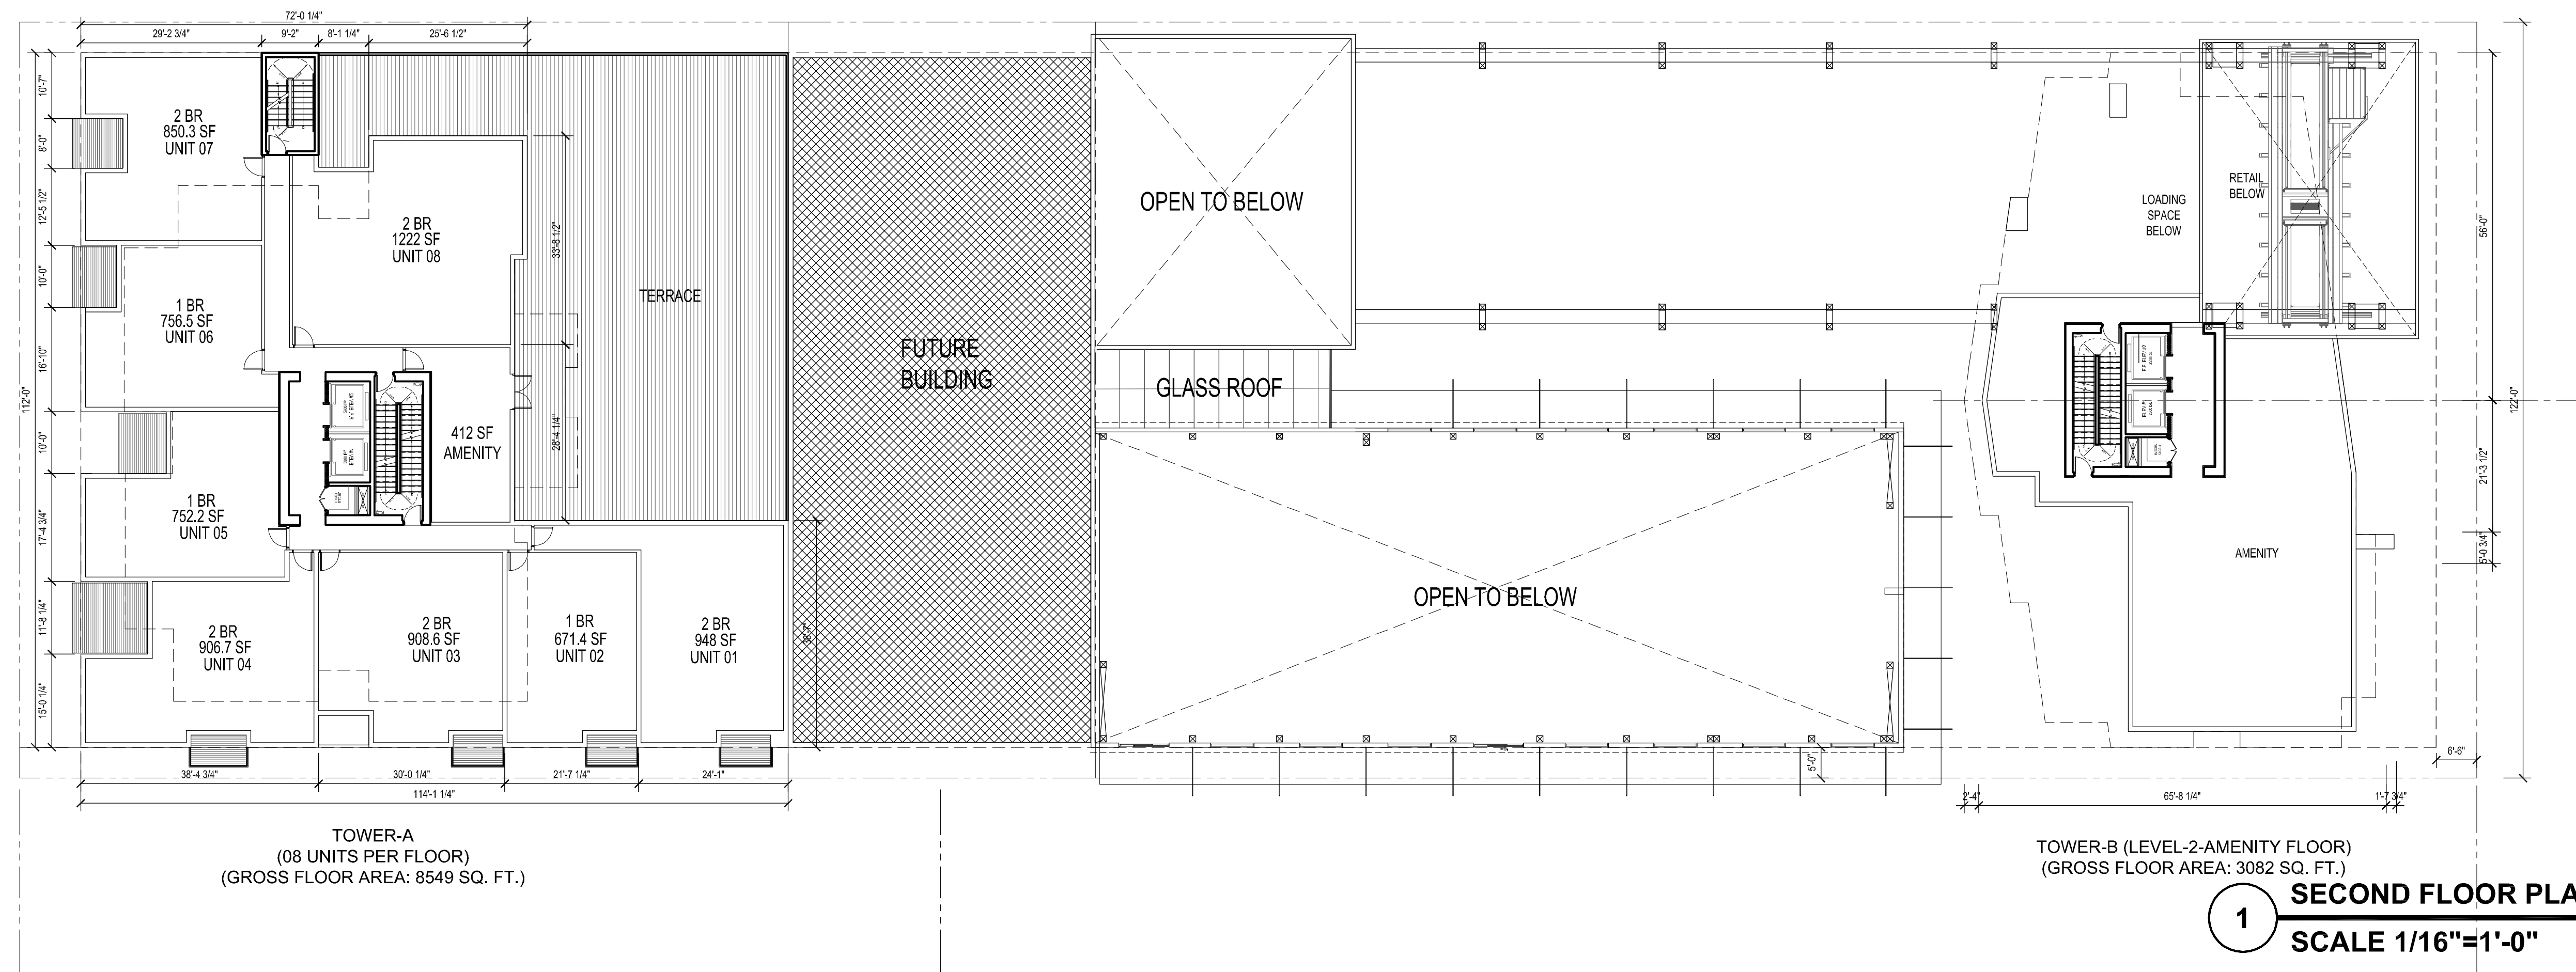 72'-0 1/4"
29'-2 3/4"
9'-2"
8'-1 1/4"
25'-6 1/2"
10'-7"
8'-0"
12'-5 1/2"
10'-0"
16'-10"
112'-0"
10'-0"
17'-4 3/4"
11'-8 1/4"
15'-0 1/4"
2 BR
850.3 SF
UNIT 07
2 BR
1222 SF
UNIT 08
33'-8 1/2"
TERRACE
1 BR
756.5 SF
UNIT 06
412 SF
AMENITY
28'-4 1/4"
1 BR
752.2 SF
UNIT 05
2 BR
906.7 SF
UNIT 04
2 BR
908.6 SF
UNIT 03
1 BR
671.4 SF
UNIT 02
2 BR
948 SF
UNIT 01
36'-7"
38'-4 3/4"
30'-0 1/4"
21'-7 1/4"
24'-1"
114'-1 1/4"
TOWER-A
(08 UNITS PER FLOOR)
(GROSS FLOOR AREA: 8549 SQ. FT.)
FUTURE
BUILDING
OPEN TO BELOW
GLASS ROOF
OPEN TO BELOW
5'-0"
LOADING
SPACE
BELOW
RETAIL
BELOW
AMENITY
56'-0"
122'-0"
21'-3 1/2"
5'-0 3/4"
6'-6"
2'-4"
65'-8 1/4"
1'-7 3/4"
TOWER-B (LEVEL-2-AMENITY FLOOR)
(GROSS FLOOR AREA: 3082 SQ. FT.)
1
SECOND FLOOR PLA
SCALE 1/16"=1'-0"